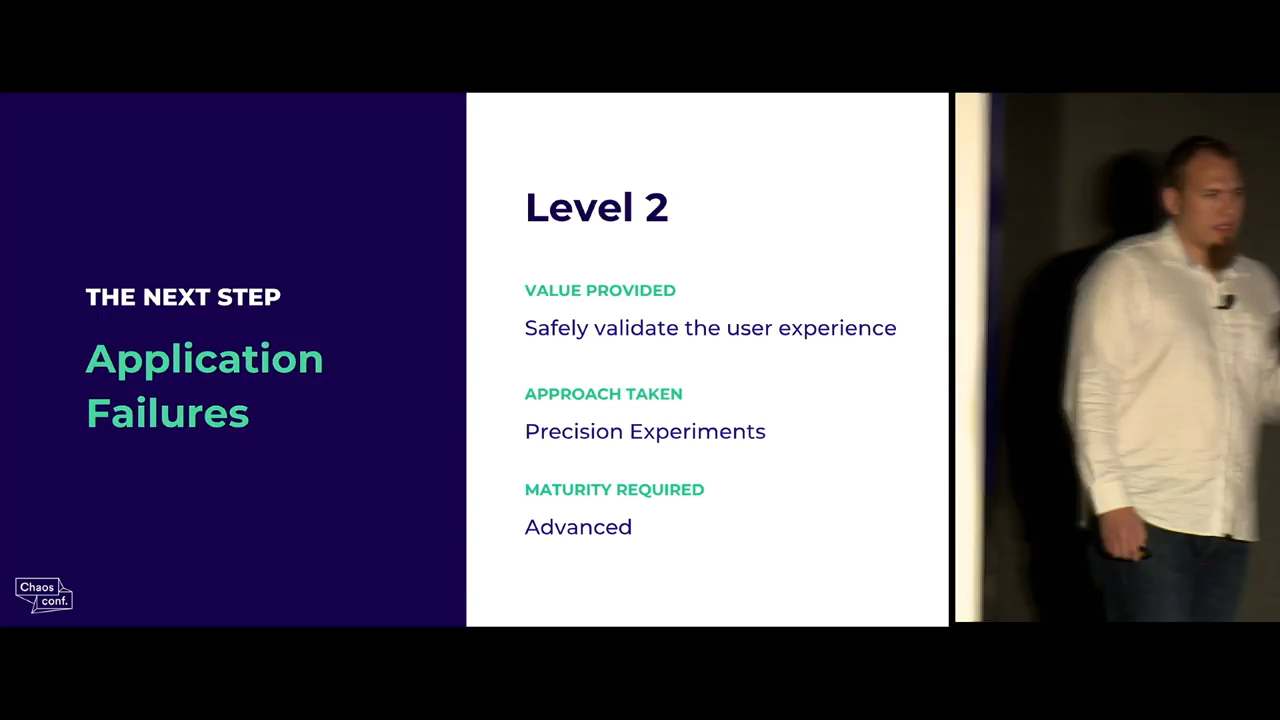 THE NEXT STEP
Application
Failures
Chaos
conf.
Level 2
VALUE PROVIDED
Safely validate the user experience
APPROACH TAKEN
Precision Experiments
MATURITY REQUIRED
Advanced